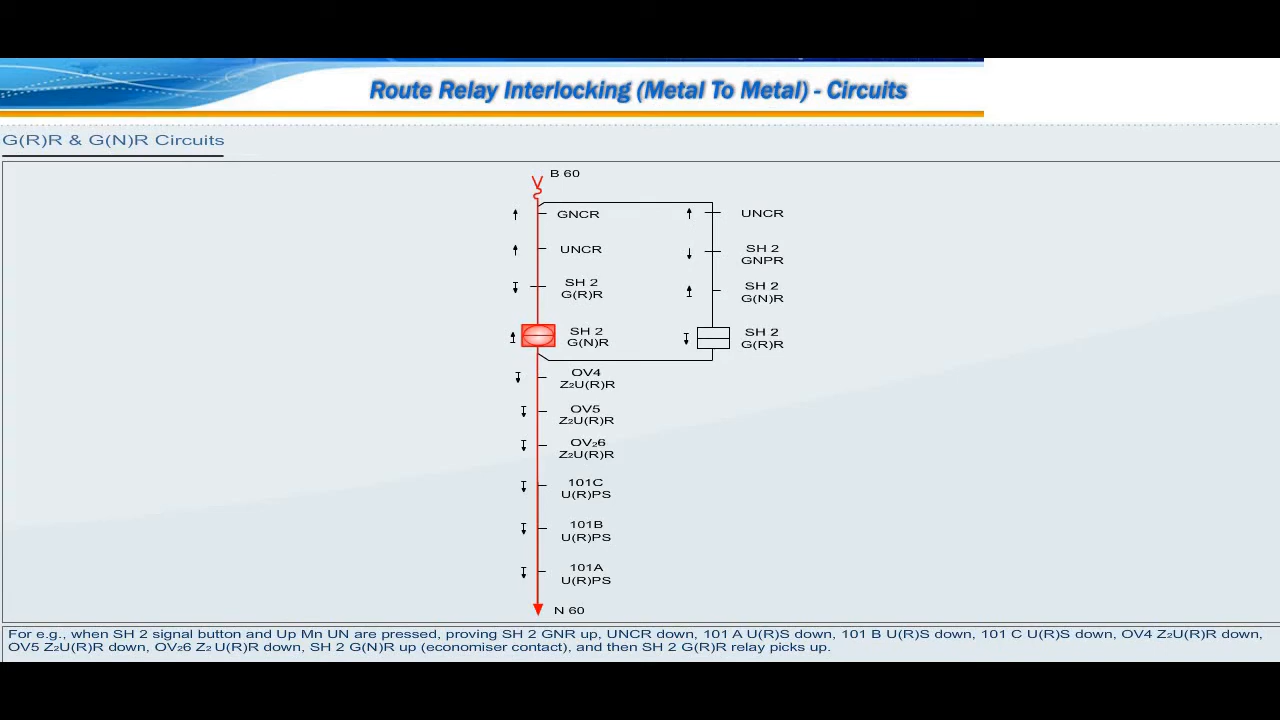 Route Relay Interlocking (Metal To Metal) - Circuits
G(R)R & G(N)R Circuits
B 60
GNCR
UNCR
SH 2
G(R)R
SH 2
G(N)R
UNCR
SH 2
GNPR
SH 2
G(N)R
SH 2
G(R)R
OV4
Z₂U(R)R
OV5
Z₂U(R)R
OV₂6
Z₂U(R)R
101C
U(R)PS
101B
U(R)PS
101A
U(R)PS
N 60
For e.g., when SH 2 signal button and Up Mn UN are pressed, proving SH 2 GNR up, UNCR down, 101 A U(R)S down, 101 B U(R)S down, 101 C U(R)S down, OV4 Z₂U(R)R down,
OV5 Z₂U(R)R down, OV₂6 Z₂ U(R)R down, SH 2 G(N)R up (economiser contact), and then SH 2 G(R)R relay picks up.